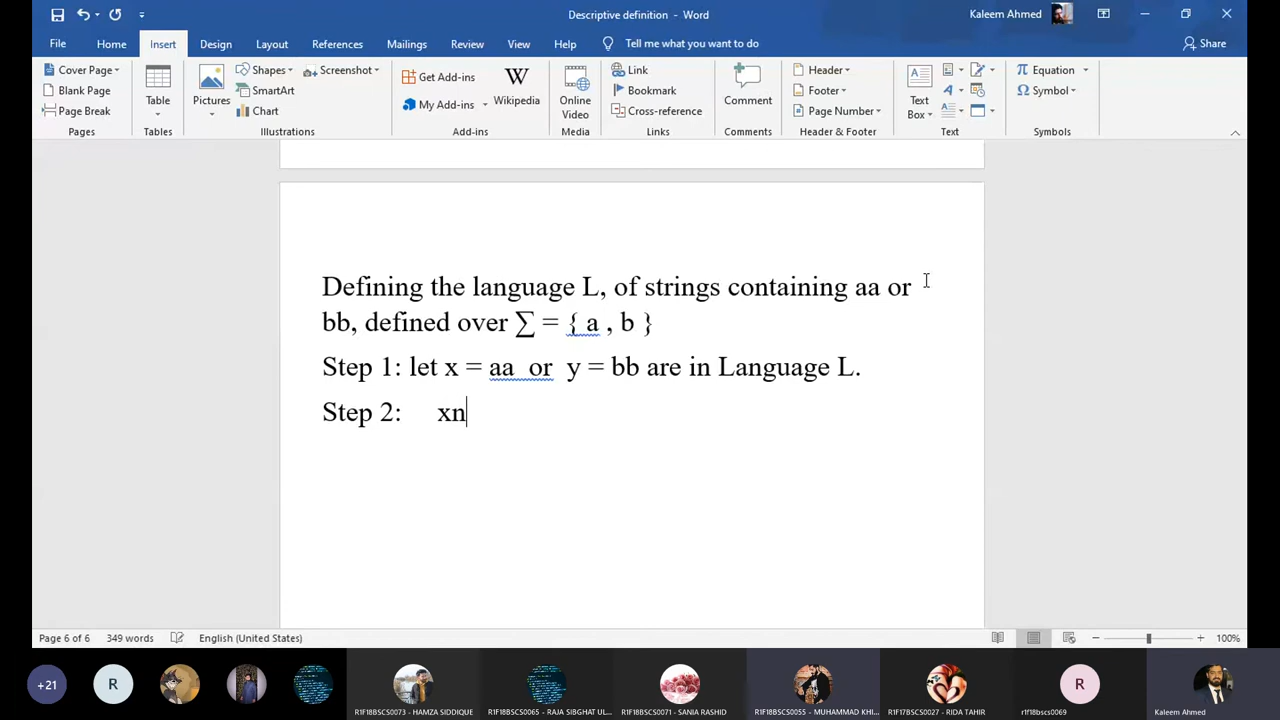 Descriptive definition - Word
Kaleem Ahmed
File Home Insert Design Layout References Mailings Review View Help Tell me what you want to do Share
Cover Page
Blank Page
Page Break
Pages
Table
Tables
Pictures
Shapes
SmartArt
Chart
Screenshot
Illustrations
Get Add-ins
My Add-ins
Wikipedia
Add-ins
Online
Video
Media
Link
Bookmark
Cross-reference
Links
Comment
Comments
Header
Footer
Page Number
Header & Footer
Text
Box
Text
Equation
Symbol
Symbols
Defining the language L, of strings containing aa or
bb, defined over ∑ = { a , b }
Step 1: let x = aa or y = bb are in Language L.
Step 2: xn
Page 6 of 6 349 words English (United States) 100%
+21
R
R
R1F18BSCS0073 - HAMZA SIDDIQUE
R1F18BSCS0065 - RAJA SIBGHAT UL...
R1F18BSCS0071 - SANIA RASHID
R1F18BSCS0055 - MUHAMMAD KHI...
R1F17BSCS0027 - RIDA TAHIR
r1f18bscs0069
Kaleem Ahmed